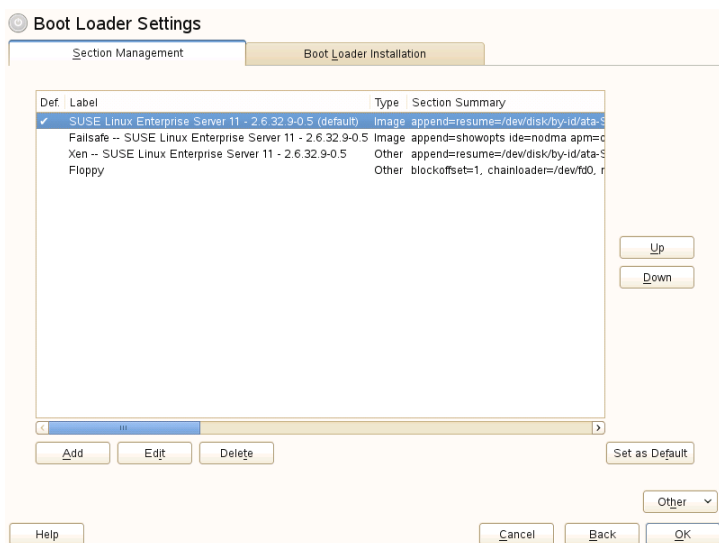 Boot Loader Settings
Section Management Boot Loader Installation
Def. Label Type Section Summary
✔ SUSE Linux Enterprise Server 11 - 2.6.32.9-0.5 (default) Image append=resume=/dev/disk/by-id/ata-S
Failsafe -- SUSE Linux Enterprise Server 11 - 2.6.32.9-0.5 Image append=showopts ide=nodma apm=o
Xen -- SUSE Linux Enterprise Server 11 - 2.6.32.9-0.5 Other append=resume=/dev/disk/by-id/ata-S
Floppy Other blockoffset=1, chainloader=/dev/fd0, r
Up
Down
Add Edit Delete Set as Default
Other
Help Cancel Back OK